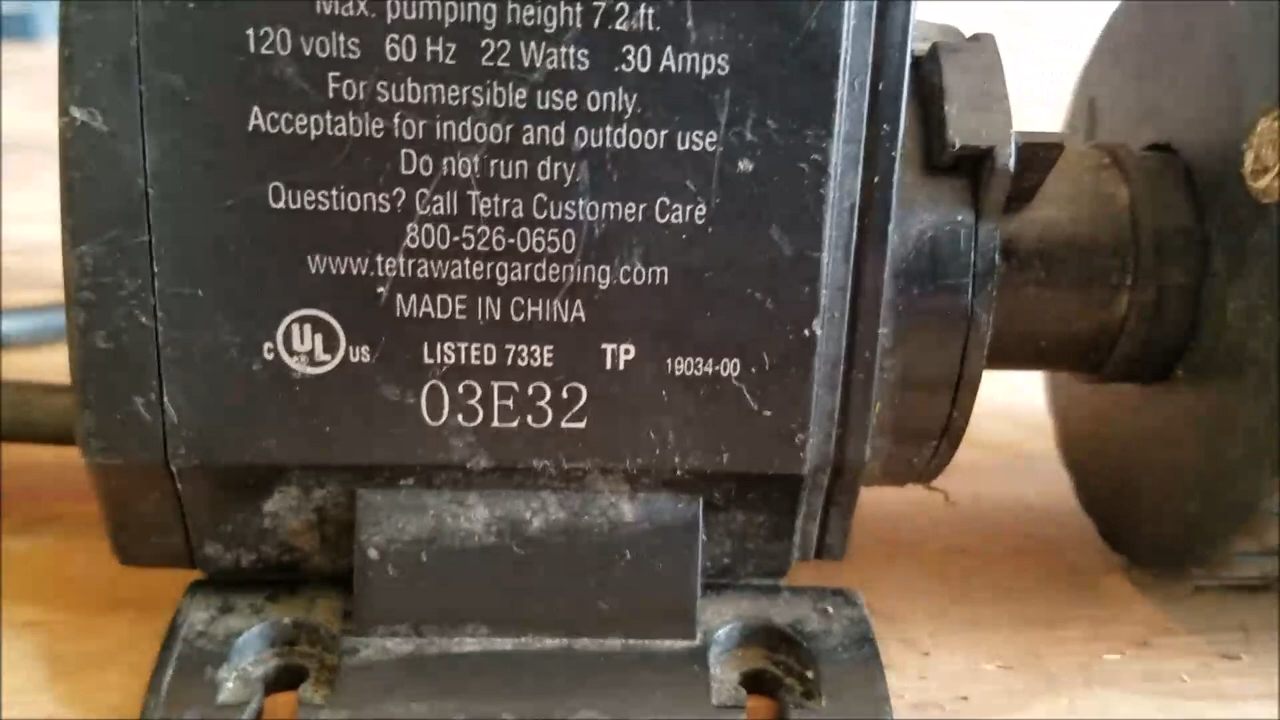 Max. pumping height 7.2 ft.
120 volts 60 Hz 22 Watts .30 Amps
For submersible use only.
Acceptable for indoor and outdoor use.
Do not run dry.
Questions? Call Tetra Customer Care
800-526-0650
www.tetrawatergardening.com
MADE IN CHINA
C UL US LISTED 733E TP 19034-00
03E32